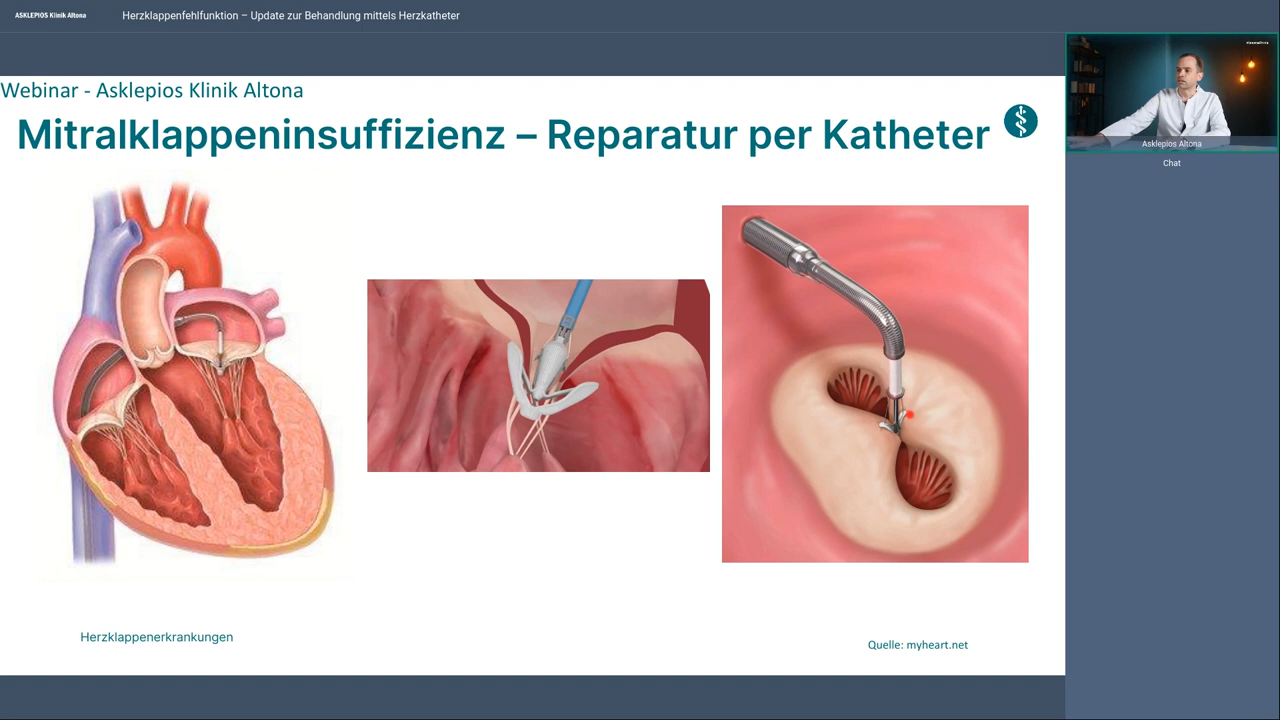 ASKLEPIOS Klinik Altona
Herzklappenfehlfunktion – Update zur Behandlung mittels Herzkatheter
Webinar - Asklepios Klinik Altona
Mitralklappeninsuffizienz – Reparatur per Katheter
Asklepios Altona
Chat
Herzklappenerkrankungen
Quelle: myheart.net